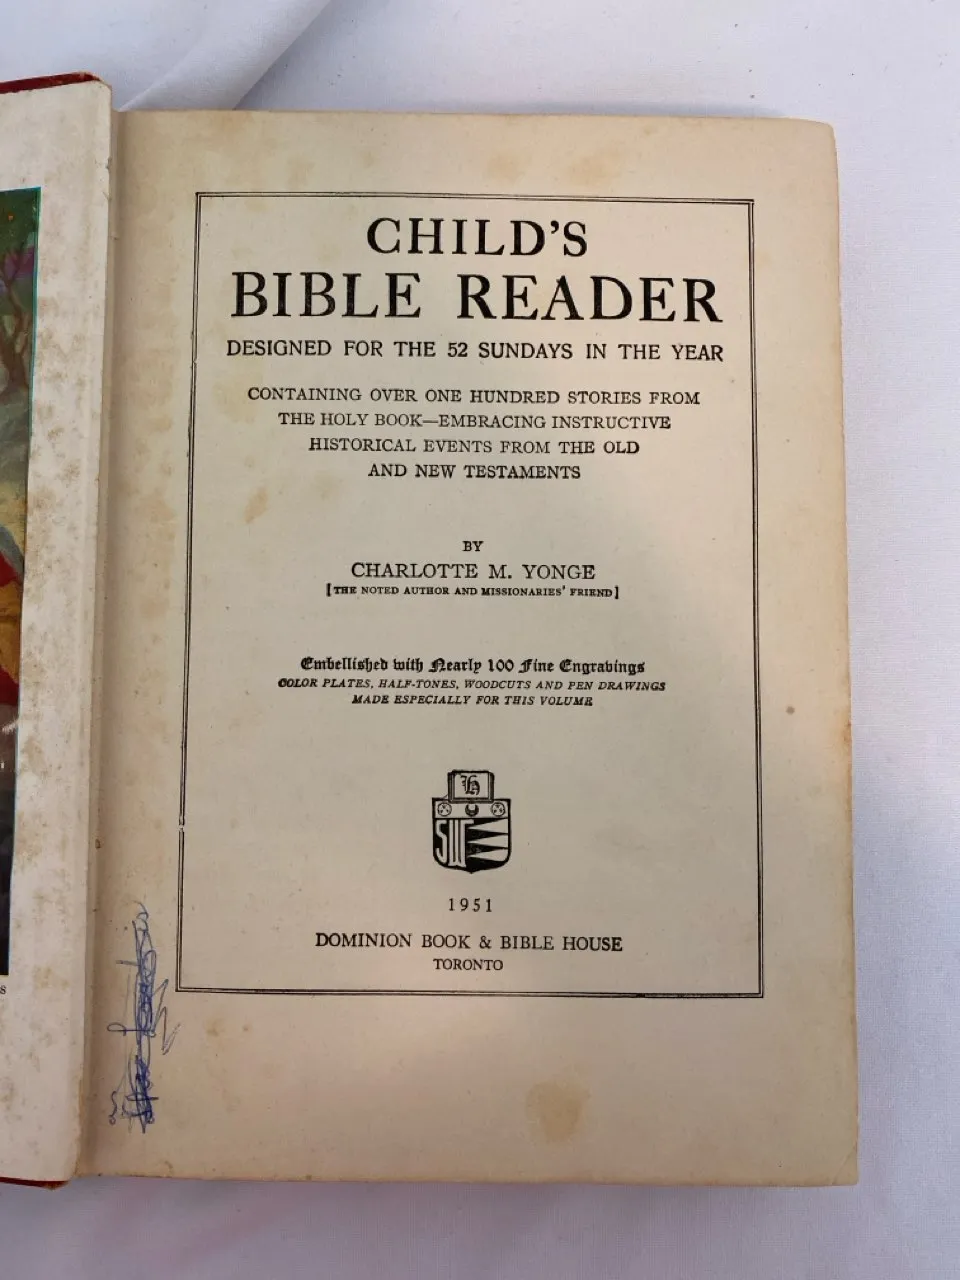 CHILD'S
BIBLE READER
DESIGNED FOR THE 52 SUNDAYS IN THE YEAR
CONTAINING OVER ONE HUNDRED STORIES FROM
THE HOLY BOOK—EMBRACING INSTRUCTIVE
HISTORICAL EVENTS FROM THE OLD
AND NEW TESTAMENTS
BY
CHARLOTTE M. YONGE
[THE NOTED AUTHOR AND MISSIONARIES' FRIEND]
Embellished with Nearly 100 Fine Engravings
COLOR PLATES, HALF-TONES, WOODCUTS AND PEN DRAWINGS
MADE ESPECIALLY FOR THIS VOLUME
1951
DOMINION BOOK & BIBLE HOUSE
TORONTO